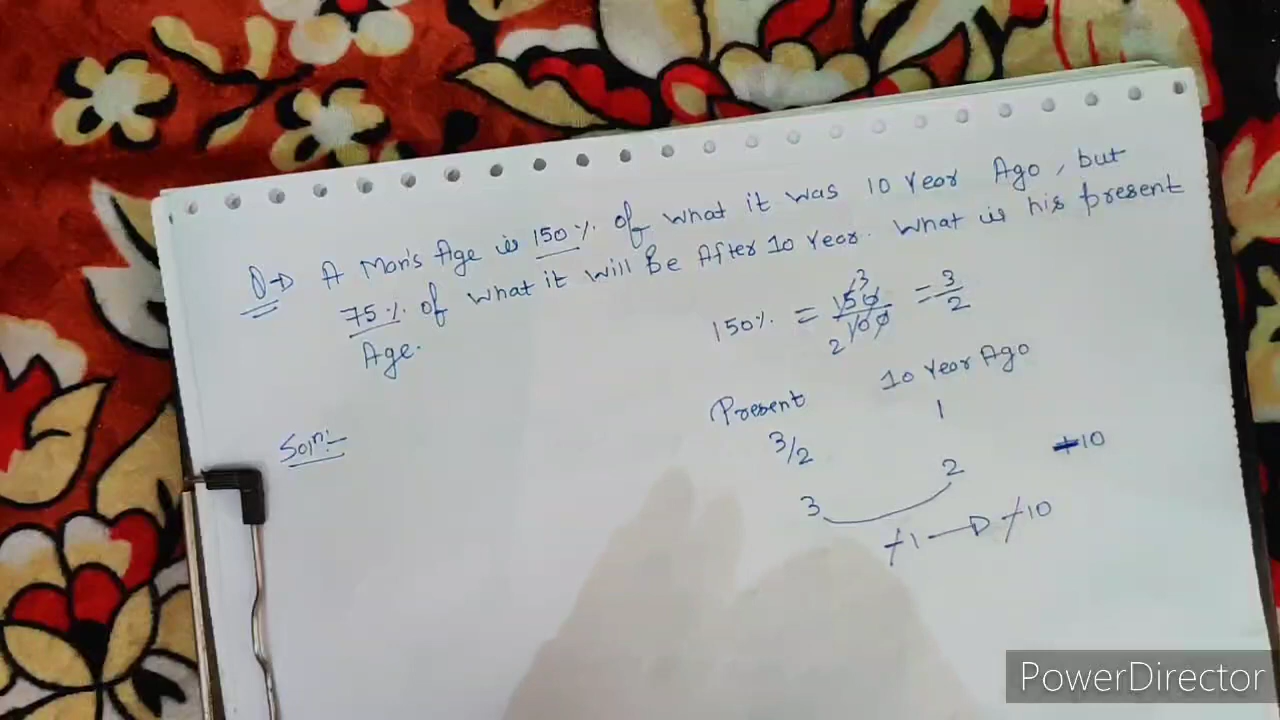 Q→ A Man's Age is 150% of what it was 10 Year Ago, but
75% of what it will be After 10 Year. What is his present
Age.
150% = 150/100 = 3/2
3
2
Soln:-
Present 10 Year Ago
3/2 1
3 2 +10
+1 → +10
PowerDirector